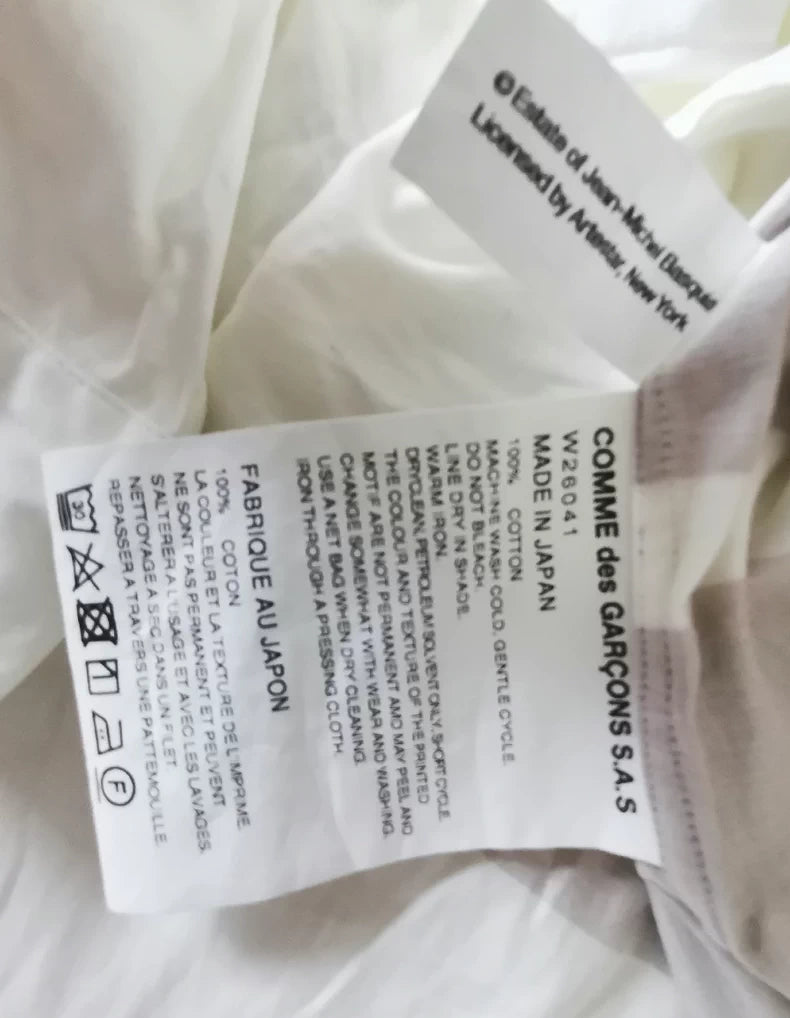 © Estate of Jean-Michel Basquiat
Licensed by Artestar, New York
COMME des GARÇONS S.A.S
W26041
MADE IN JAPAN
100% COTTON
MACHINE WASH COLD, GENTLE CYCLE.
DO NOT BLEACH.
LINE DRY IN SHADE.
WARM IRON.
DRYCLEAN, PETROLEUM SOLVENT ONLY, SHORT CYCLE.
THE COLOUR AND TEXTURE OF THE PRINTED
MOTIF ARE NOT PERMANENT AMD MAY PEEL AND
CHANGE SOMEWHAT WITH WEAR AND WASHING.
USE A NET BAG WHEN DRY CLEANING.
IRON THROUGH A PRESSING CLOTH.
FABRIQUE AU JAPON
100% COTON
LA COULEUR ET LA TEXTURE DE L'IMPRIME
NE SONT PAS PERMANENT ET PEUVENT
S'ALTERER A L'USAGE ET AVEC LES LAVAGES.
NETTOYAGE A SEC DANS UN FILET.
REPASSER A TRAVERS UNE PATTEMOUILLE.
30
F